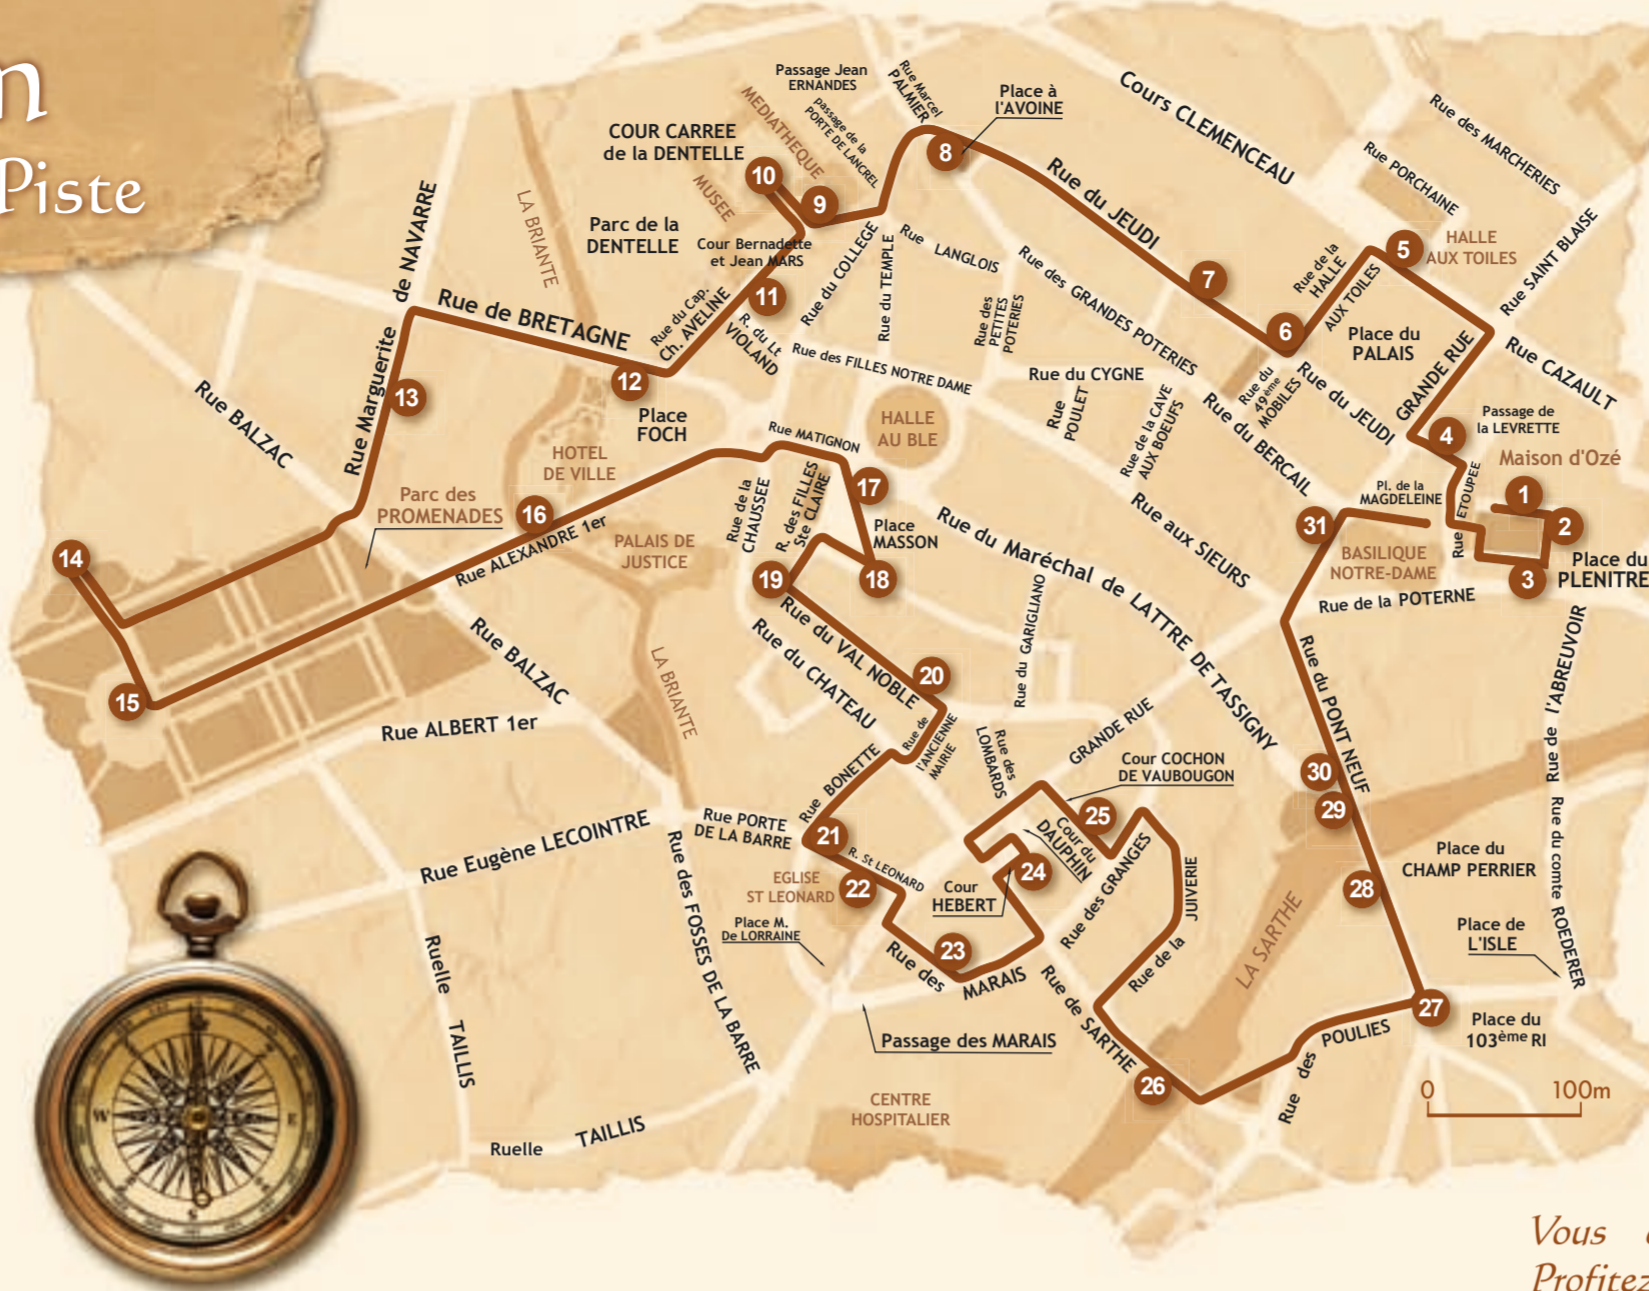 n
Piste
Passage Jean
ERNANDES
passage de la
PORTE DE LANCREL
Rue Marcel
PALMIER
Place à
l'AVOINE
Cours CLEMENCEAU
Rue des MARCHERIES
Rue PORCHAINE
COUR CARREE
de la DENTELLE
MEDIATHEQUE
MUSEE
10
9
8
Rue du JEUDI
7
HALLE
AUX TOILES
5
Rue SAINT BLAISE
LA BRIANTE
Parc de la
DENTELLE
Cour Bernadette
et Jean MARS
11
Rue du COLLEGE
Rue du TEMPLE
Rue LANGLOIS
Rue des GRANDES POTERIES
Rue des
PETITES
POTERIES
Rue de la
HALLE
AUX TOILES
6
Place du
PALAIS
GRANDE RUE
Rue CAZAULT
Rue Marguerite de NAVARRE
Rue de BRETAGNE
Rue du Cap.
Ch. AVELINE
R. du Lt
VIOLAND
Rue des FILLES NOTRE DAME
Rue du CYGNE
Rue
POULET
Rue de la CAVE
AUX BOEUFS
Rue du
49ème
MOBILES
Rue du JEUDI
Rue du BERCAIL
Passage de
la LEVRETTE
4
Maison d'Ozé
12
13
Place
FOCH
HALLE
AU BLE
Rue BALZAC
HOTEL
DE VILLE
Rue MATIGNON
Parc des
PROMENADES
16
Rue ALEXANDRE 1er
PALAIS DE
JUSTICE
Rue de la
CHAUSSEE
R. des FILLES
Ste CLAIRE
17
Place
MASSON
18
19
Rue du Maréchal de LATTRE DE TASSIGNY
Rue aux SIEURS
31
Pl. de la
MAGDELEINE
Rue ETOUPEE
1
2
3
BASILIQUE
NOTRE-DAME
Place du
PLENITRE
Rue de la POTERNE
14
15
Rue BALZAC
LA BRIANTE
Rue du VAL NOBLE
Rue du CHATEAU
20
Rue du GARIGLIANO
Rue du PONT NEUF
Rue de l'ABREUVOIR
Rue ALBERT 1er
Rue de
l'ANCIENNE
MAIRIE
Rue des
LOMBARDS
GRANDE RUE
Cour COCHON
DE VAUBOUGON
30
29
Rue BONETTE
Rue PORTE
DE LA BARRE
21
R. St LEONARD
EGLISE
ST LEONARD
22
25
Cour du
DAUPHIN
24
Cour
HEBERT
Rue des GRANGES
Rue de la JUIVERIE
Place du
CHAMP PERRIER
28
Rue du comte ROEDERER
Rue Eugène LECOINTRE
Rue des FOSSES DE LA BARRE
Place M.
De LORRAINE
23
Rue des MARAIS
Rue de SARTHE
LA SARTHE
Place de
L'ISLE
27
Place du
103ème RI
Ruelle TAILLIS
Passage des MARAIS
26
Rue des POULIES
0 100m
CENTRE
HOSPITALIER
Ruelle TAILLIS
W
E
Vous
Profitez